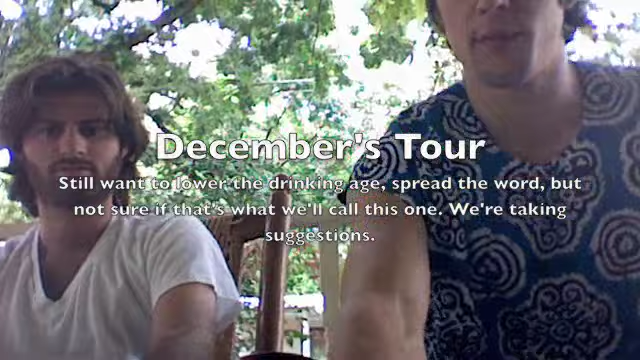 December's Tour
Still want to lower the drinking age, spread the word, but
not sure if that's what we'll call this one. We're taking
suggestions.